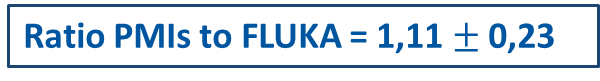 Ratio PMIs to FLUKA = 1,11 ± 0,23